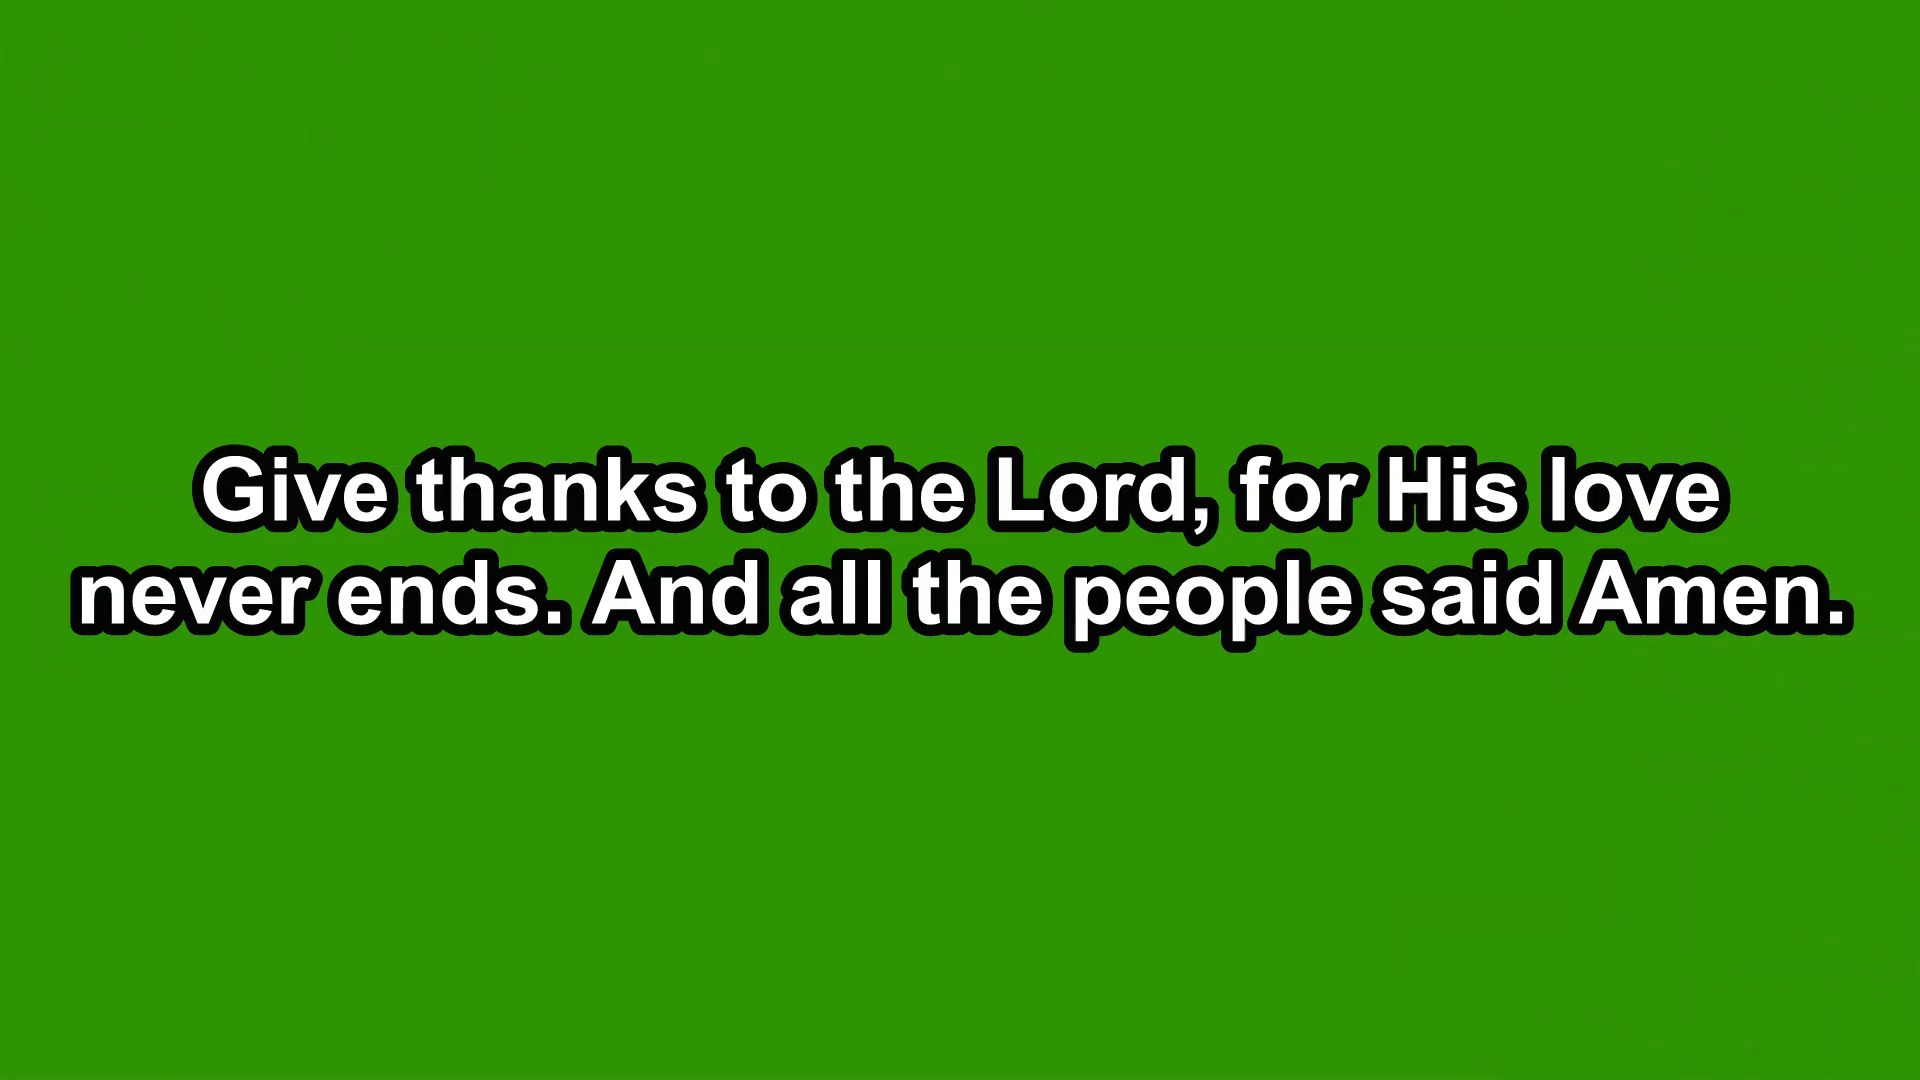 Give thanks to the Lord, for His love
never ends. And all the people said Amen.